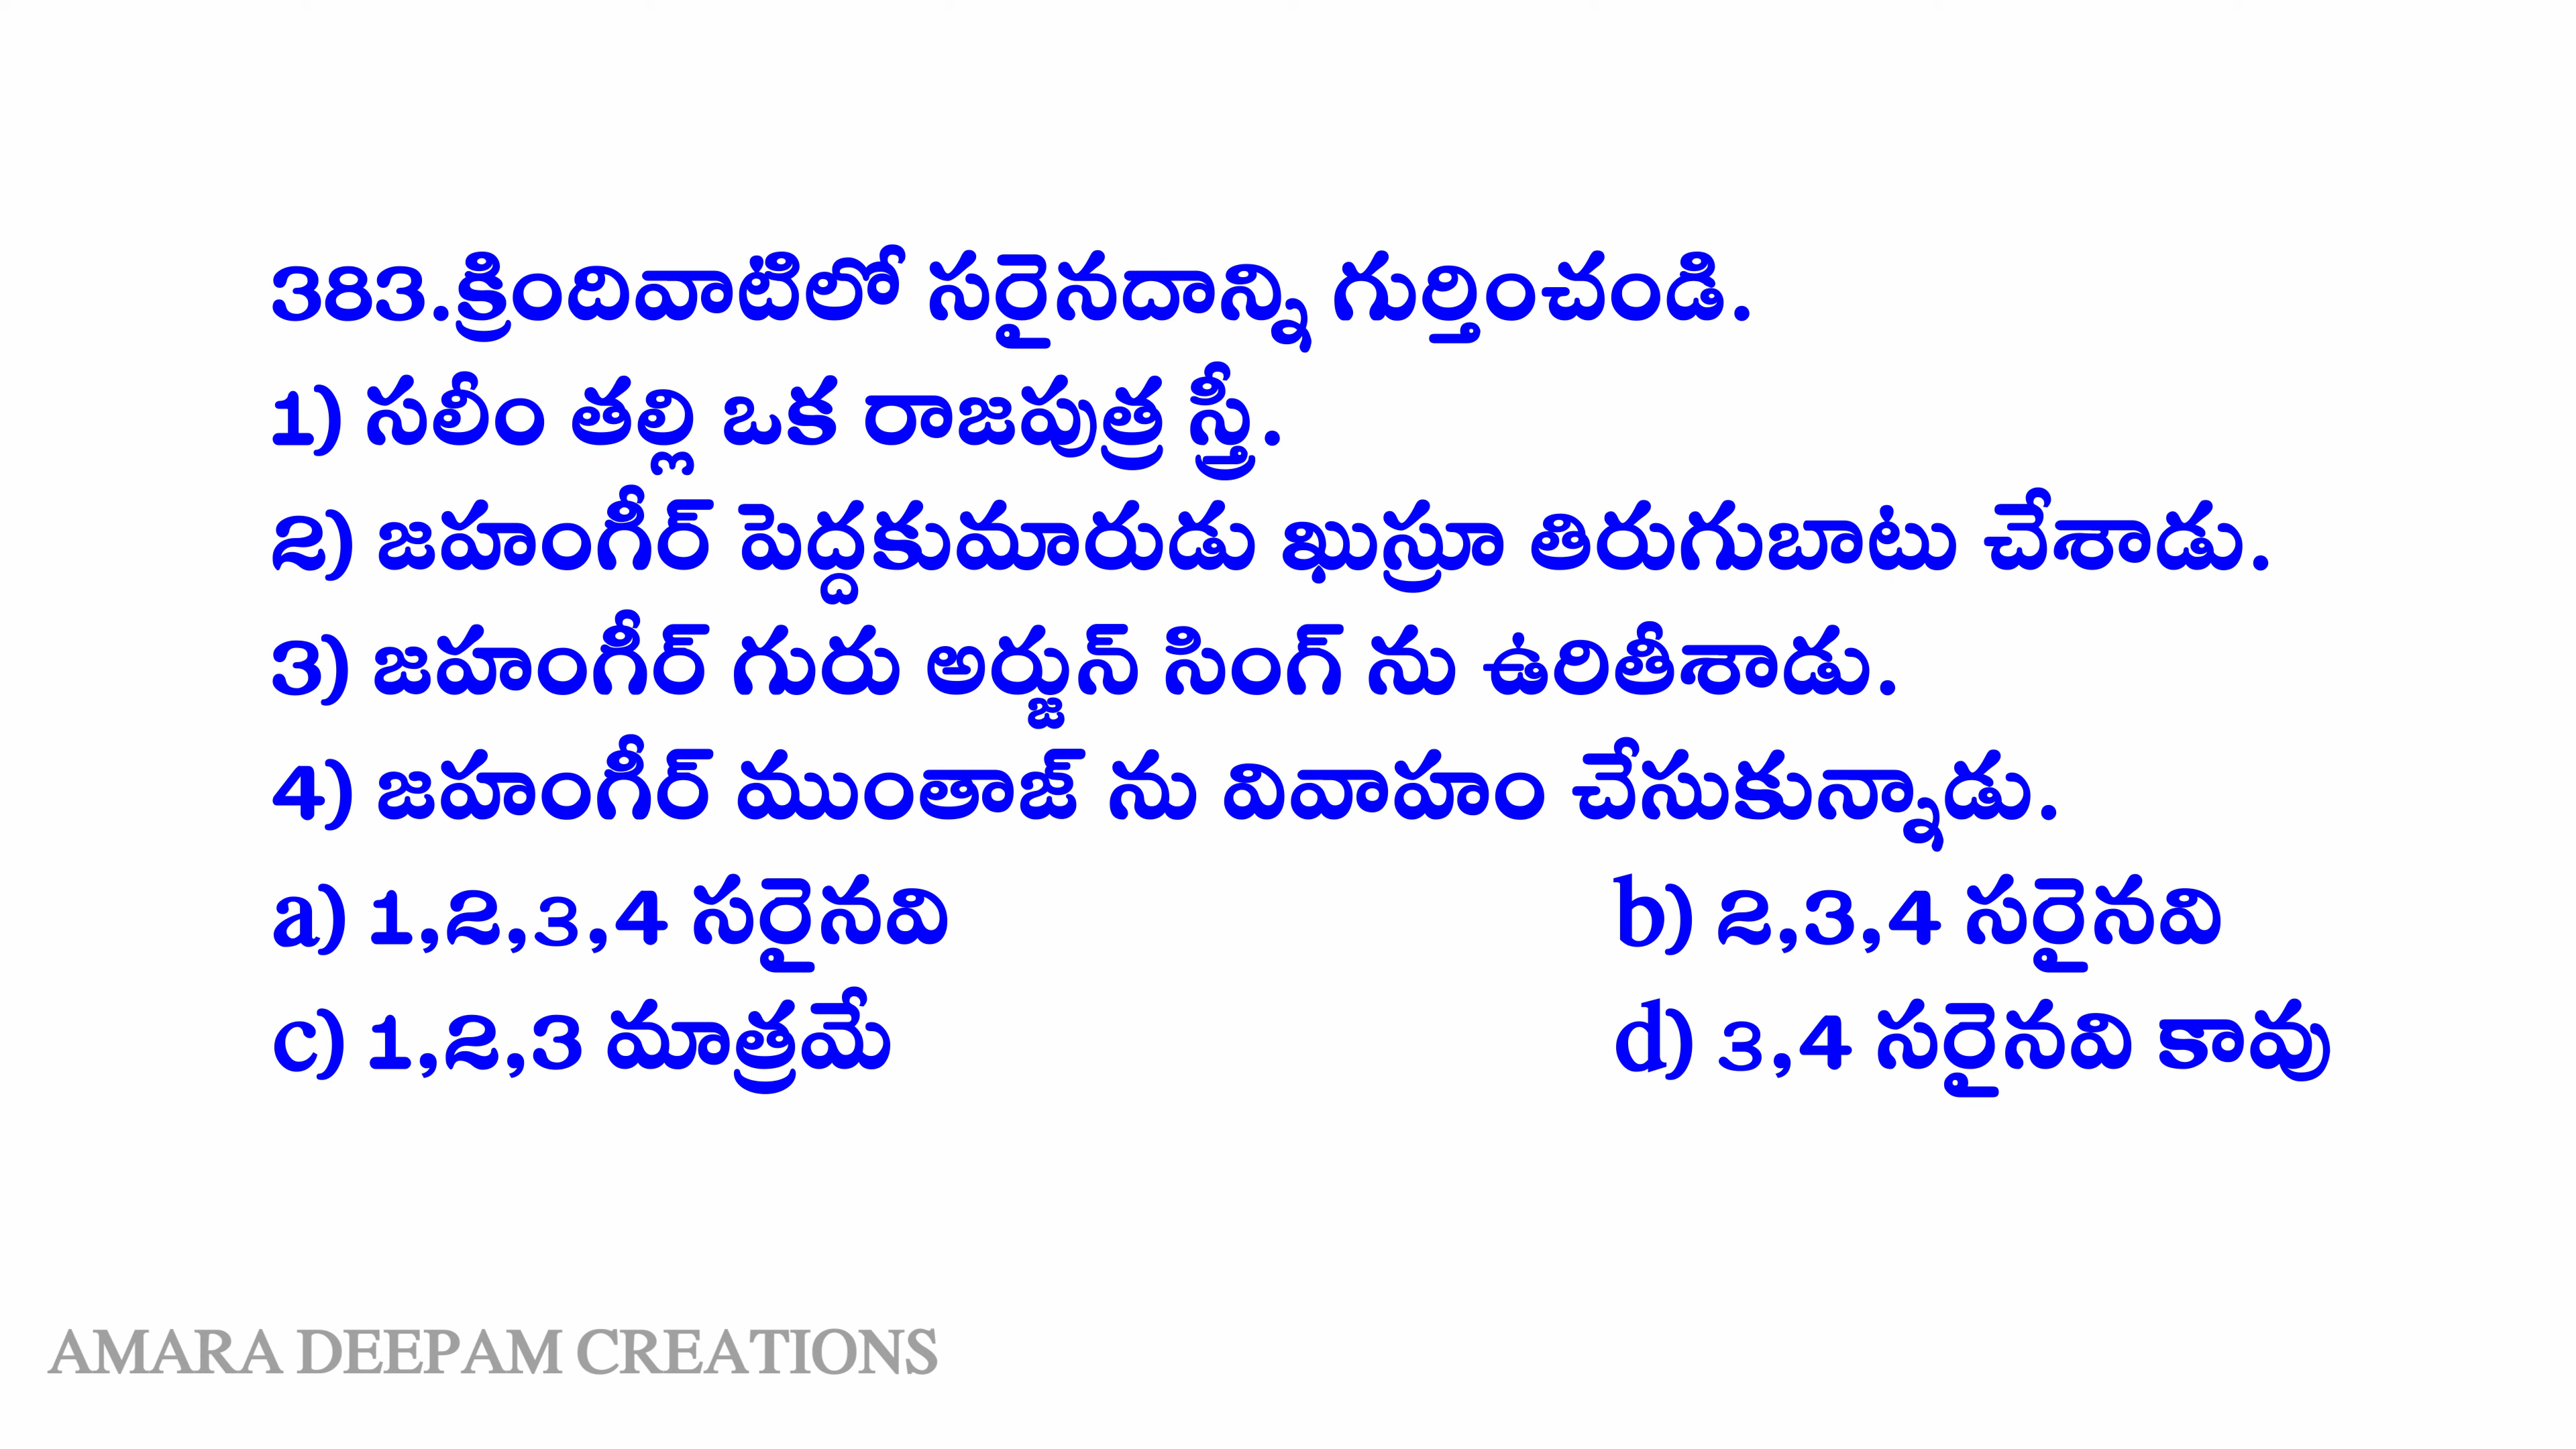 383.క్రిందివాటిలో సరైనదాన్ని గుర్తించండి.
1) సలీం తల్లి ఒక రాజపుత్ర స్త్రీ.
2) జహంగీర్ పెద్దకుమారుడు ఖుస్రూ తిరుగుబాటు చేశాడు.
3) జహంగీర్ గురు అర్జున్ సింగ్ ను ఉరితీశాడు.
4) జహంగీర్ ముంతాజ్ ను వివాహం చేసుకున్నాడు.
a) 1,2,3,4 సరైనవి b) 2,3,4 సరైనవి
c) 1,2,3 మాత్రమే d) 3,4 సరైనవి కావు
AMARA DEEPAM CREATIONS